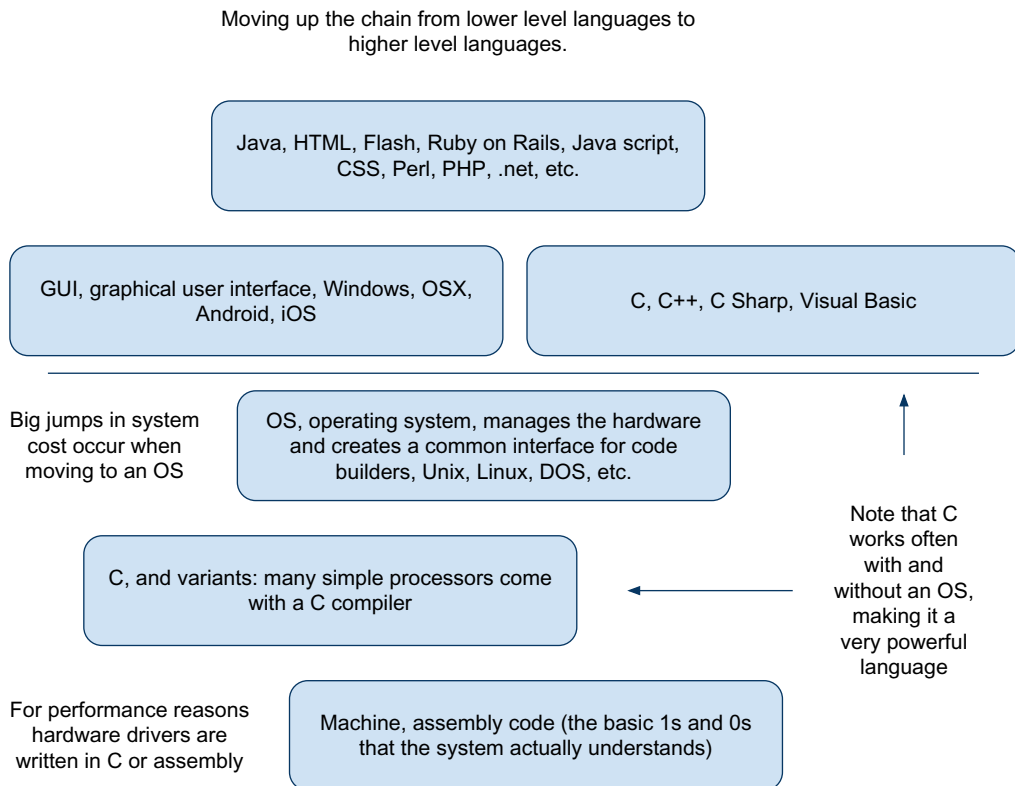 Moving up the chain from lower level languages to
higher level languages.
Java, HTML, Flash, Ruby on Rails, Java script,
CSS, Perl, PHP, .net, etc.
GUI, graphical user interface, Windows, OSX,
Android, iOS
C, C++, C Sharp, Visual Basic
Big jumps in system
cost occur when
moving to an OS
OS, operating system, manages the hardware
and creates a common interface for code
builders, Unix, Linux, DOS, etc.
Note that C
works often
with and
without an OS,
making it a
very powerful
language
C, and variants: many simple processors come
with a C compiler
For performance reasons
hardware drivers are
written in C or assembly
Machine, assembly code (the basic 1s and 0s
that the system actually understands)